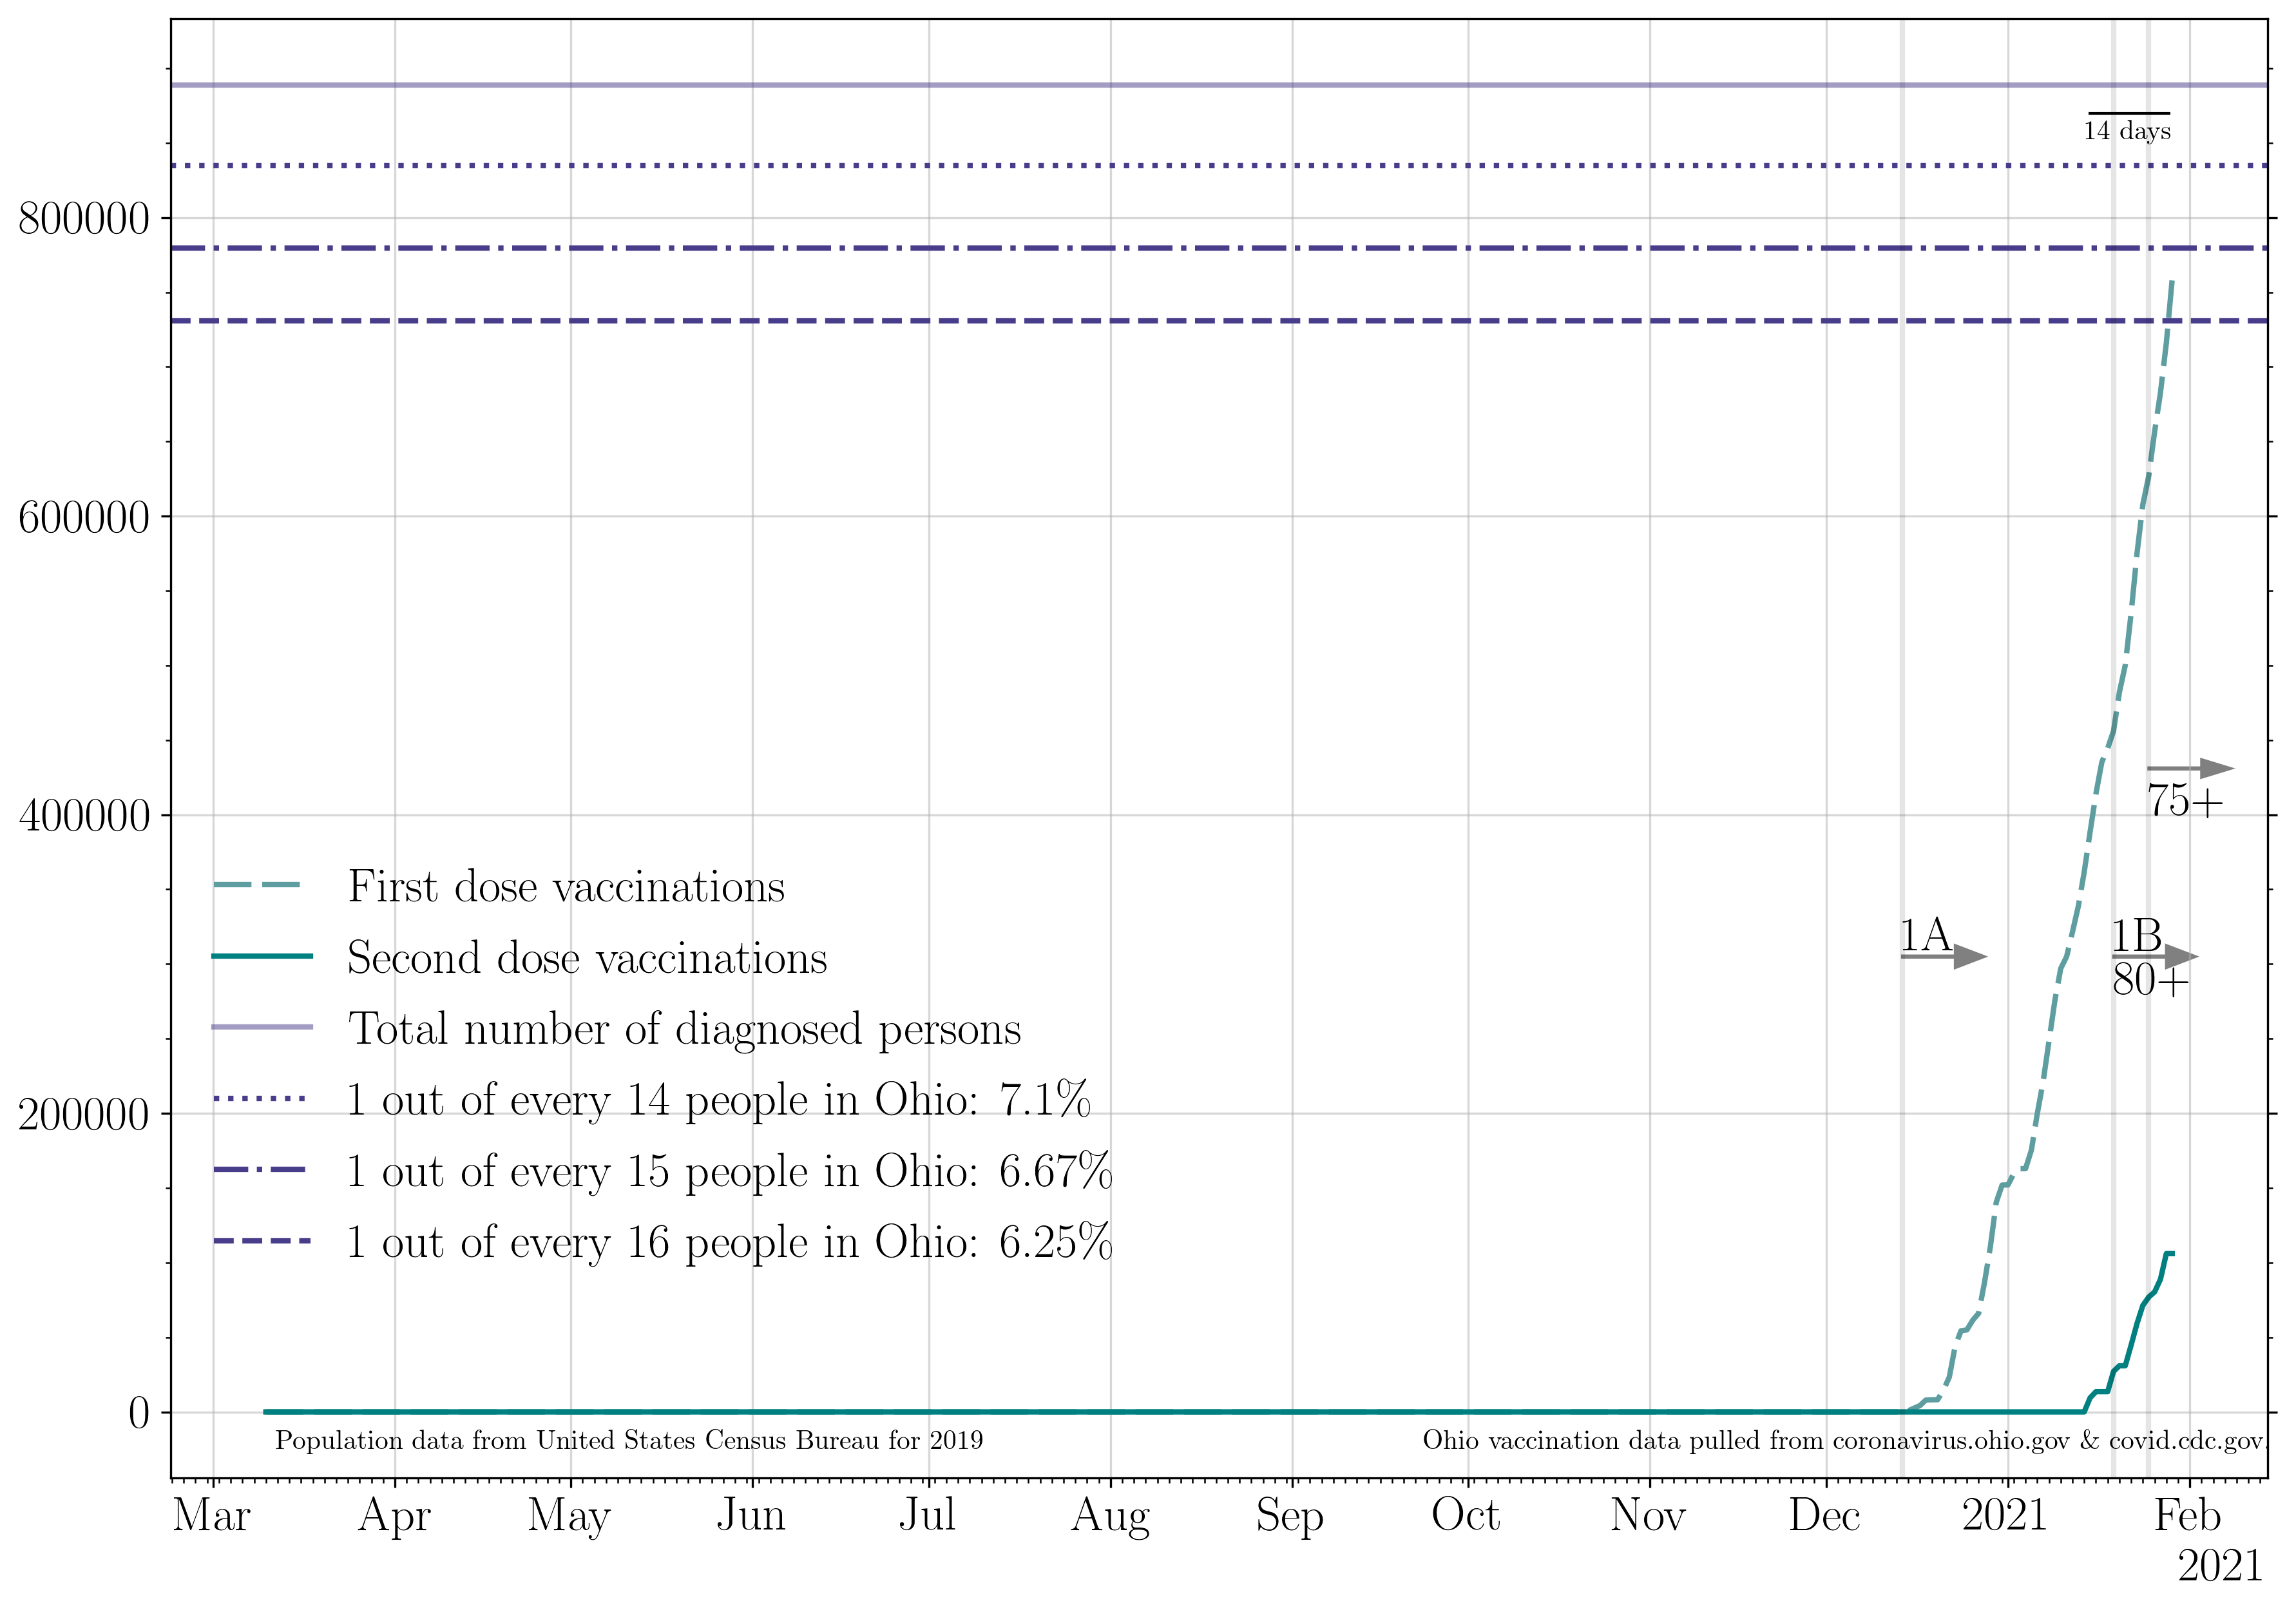 14 days
800000
600000
400000
200000
0
75+
1A
1B
80+
First dose vaccinations
Second dose vaccinations
Total number of diagnosed persons
1 out of every 14 people in Ohio: 7.1%
1 out of every 15 people in Ohio: 6.67%
1 out of every 16 people in Ohio: 6.25%
Population data from United States Census Bureau for 2019
Ohio vaccination data pulled from coronavirus.ohio.gov & covid.cdc.gov.
Mar Apr May Jun Jul Aug Sep Oct Nov Dec 2021 Feb
2021